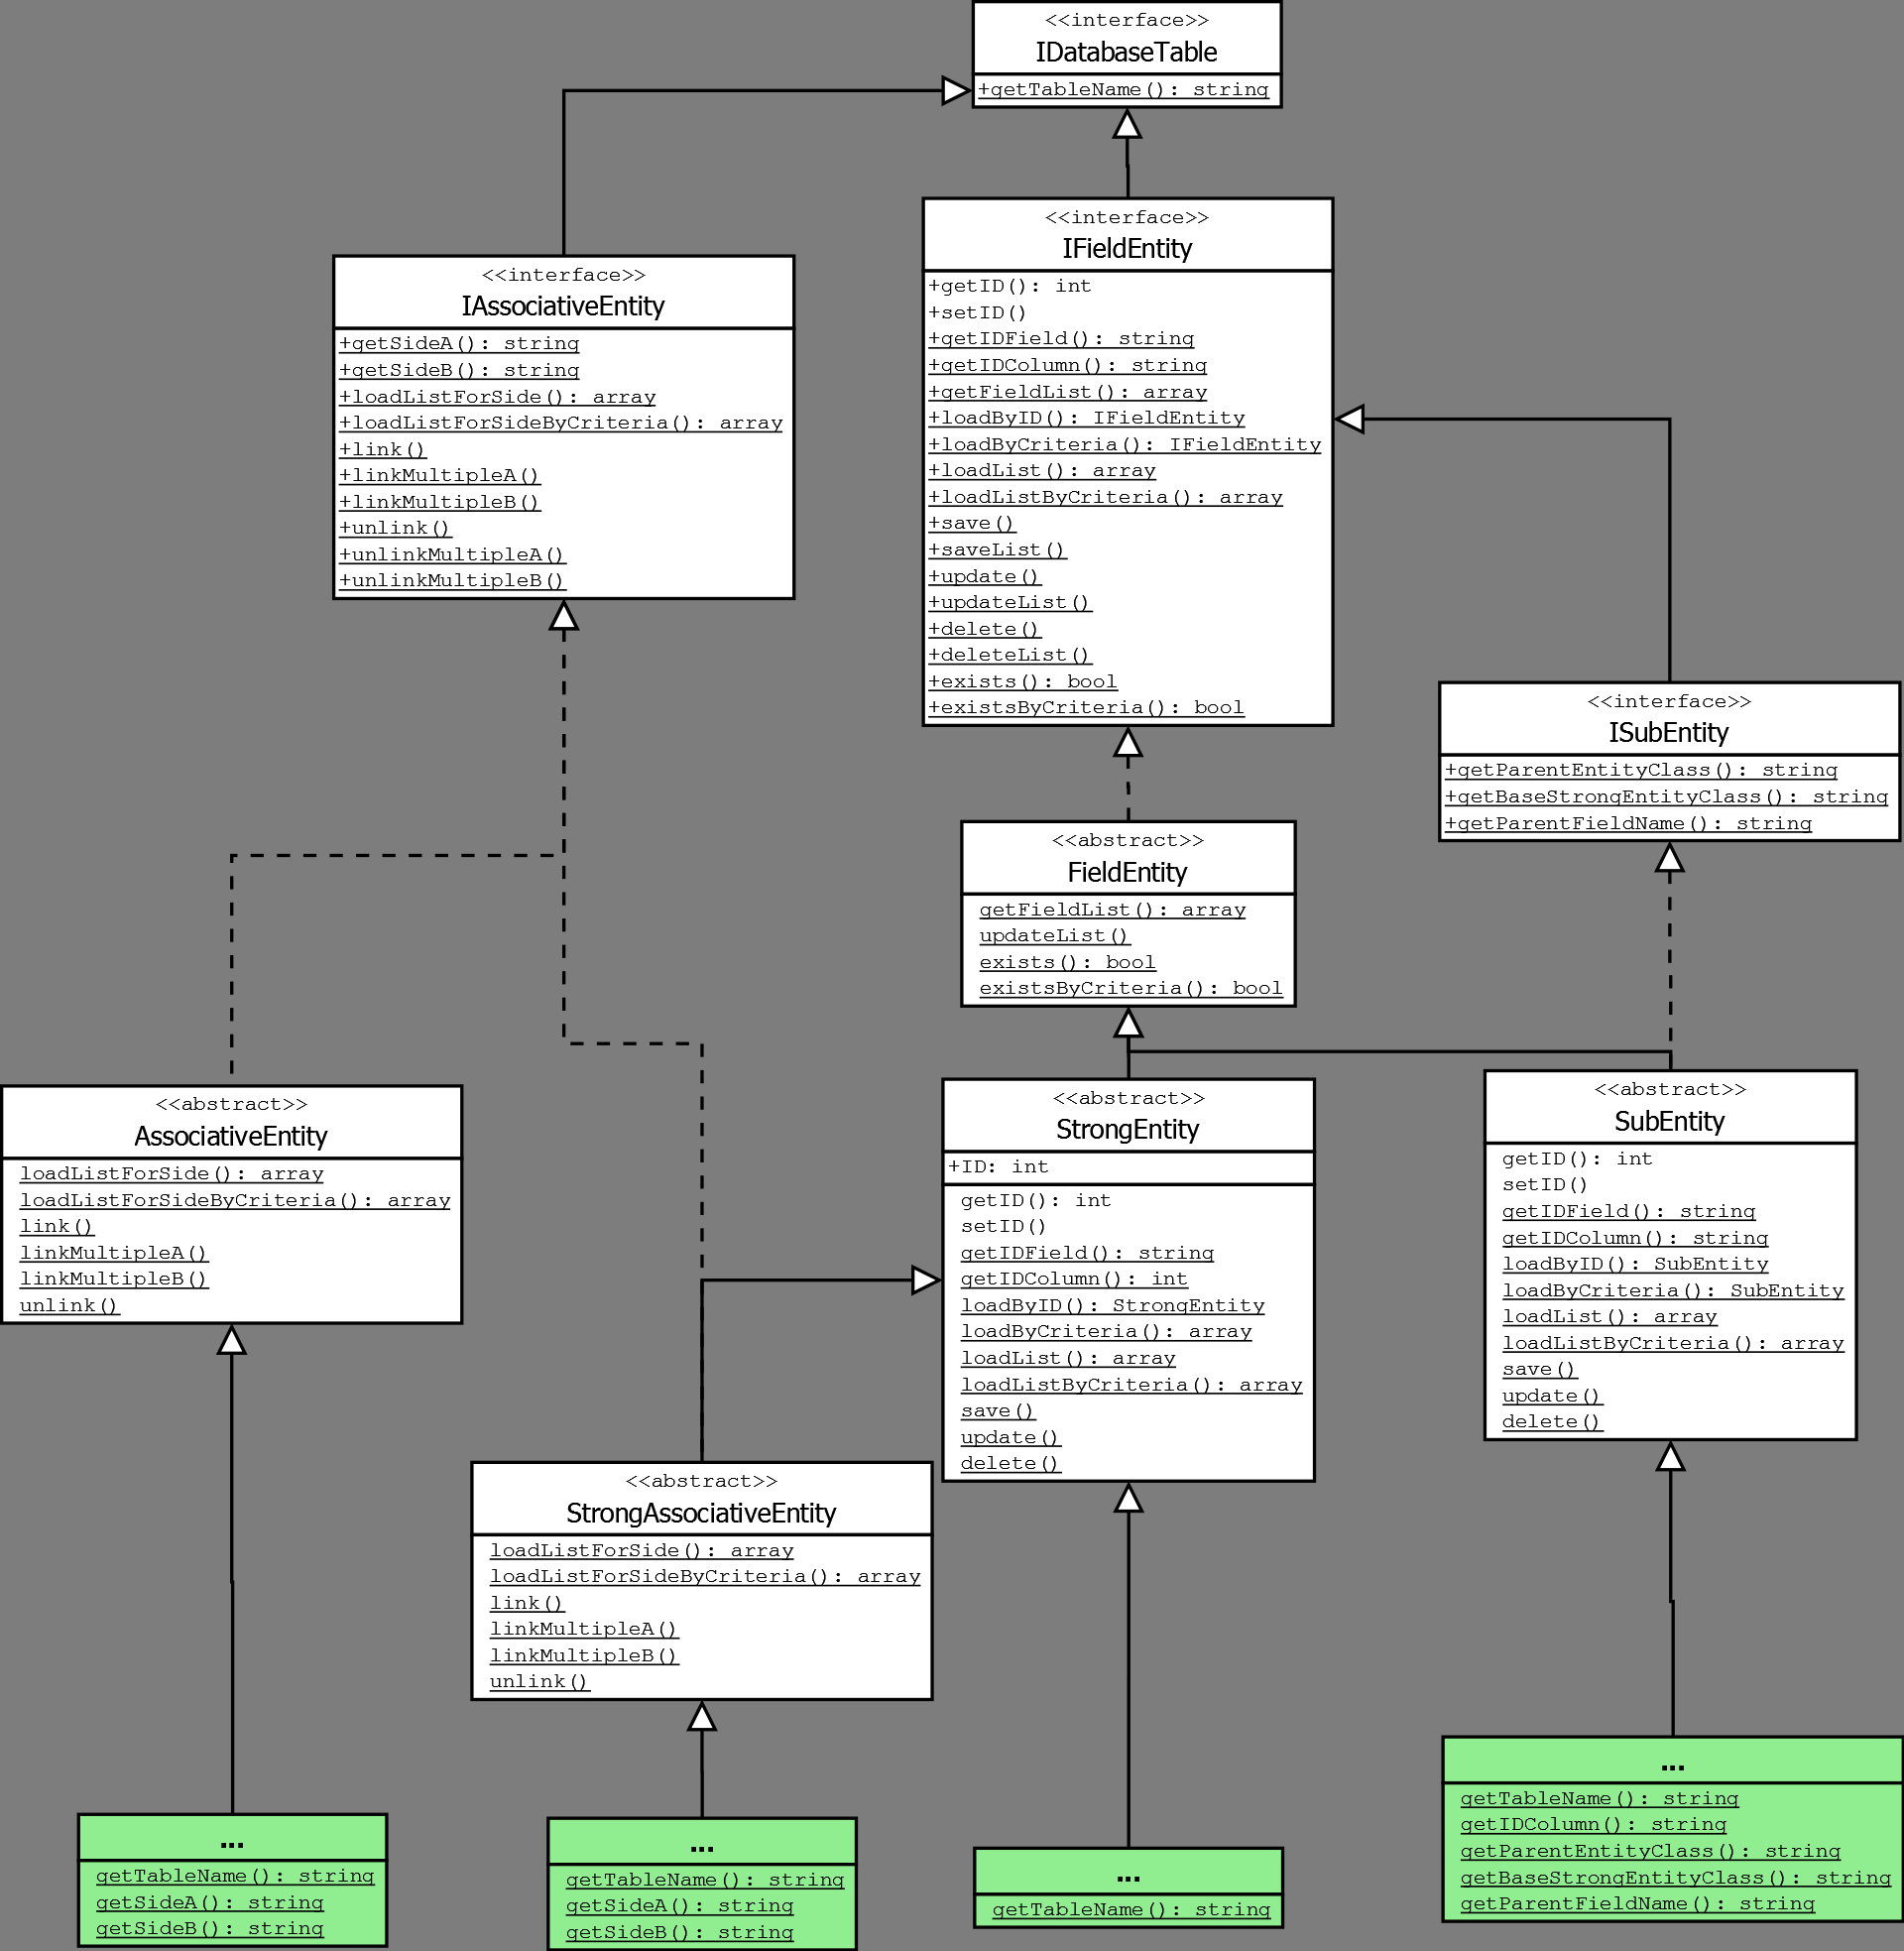 <<interface>>
IDatabaseTable
+getTableName(): string
<<interface>>
IFieldEntity
+getID(): int
+setID()
+getIDField(): string
+getIDColumn(): string
+getFieldList(): array
+loadByID(): IFieldEntity
+loadByCriteria(): IFieldEntity
+loadList(): array
+loadListByCriteria(): array
+save()
+saveList()
+update()
+updateList()
+delete()
+deleteList()
+exists(): bool
+existsByCriteria(): bool
<<interface>>
IAssociativeEntity
+getSideA(): string
+getSideB(): string
+loadListForSide(): array
+loadListForSideByCriteria(): array
+link()
+linkMultipleA()
+linkMultipleB()
+unlink()
+unlinkMultipleA()
+unlinkMultipleB()
<<interface>>
ISubEntity
+getParentEntityClass(): string
+getBaseStrongEntityClass(): string
+getParentFieldName(): string
<<abstract>>
FieldEntity
getFieldList(): array
updateList()
exists(): bool
existsByCriteria(): bool
<<abstract>>
AssociativeEntity
loadListForSide(): array
loadListForSideByCriteria(): array
link()
linkMultipleA()
linkMultipleB()
unlink()
<<abstract>>
StrongEntity
+ID: int
getID(): int
setID()
getIDField(): string
getIDColumn(): int
loadByID(): StrongEntity
loadByCriteria(): array
loadList(): array
loadListByCriteria(): array
save()
update()
delete()
<<abstract>>
SubEntity
getID(): int
setID()
getIDField(): string
getIDColumn(): string
loadByID(): SubEntity
loadByCriteria(): SubEntity
loadList(): array
loadListByCriteria(): array
save()
update()
delete()
<<abstract>>
StrongAssociativeEntity
loadListForSide(): array
loadListForSideByCriteria(): array
link()
linkMultipleA()
linkMultipleB()
unlink()
...
getTableName(): string
getSideA(): string
getSideB(): string
...
getTableName(): string
getSideA(): string
getSideB(): string
...
getTableName(): string
...
getTableName(): string
getIDColumn(): string
getParentEntityClass(): string
getBaseStrongEntityClass(): string
getParentFieldName(): string